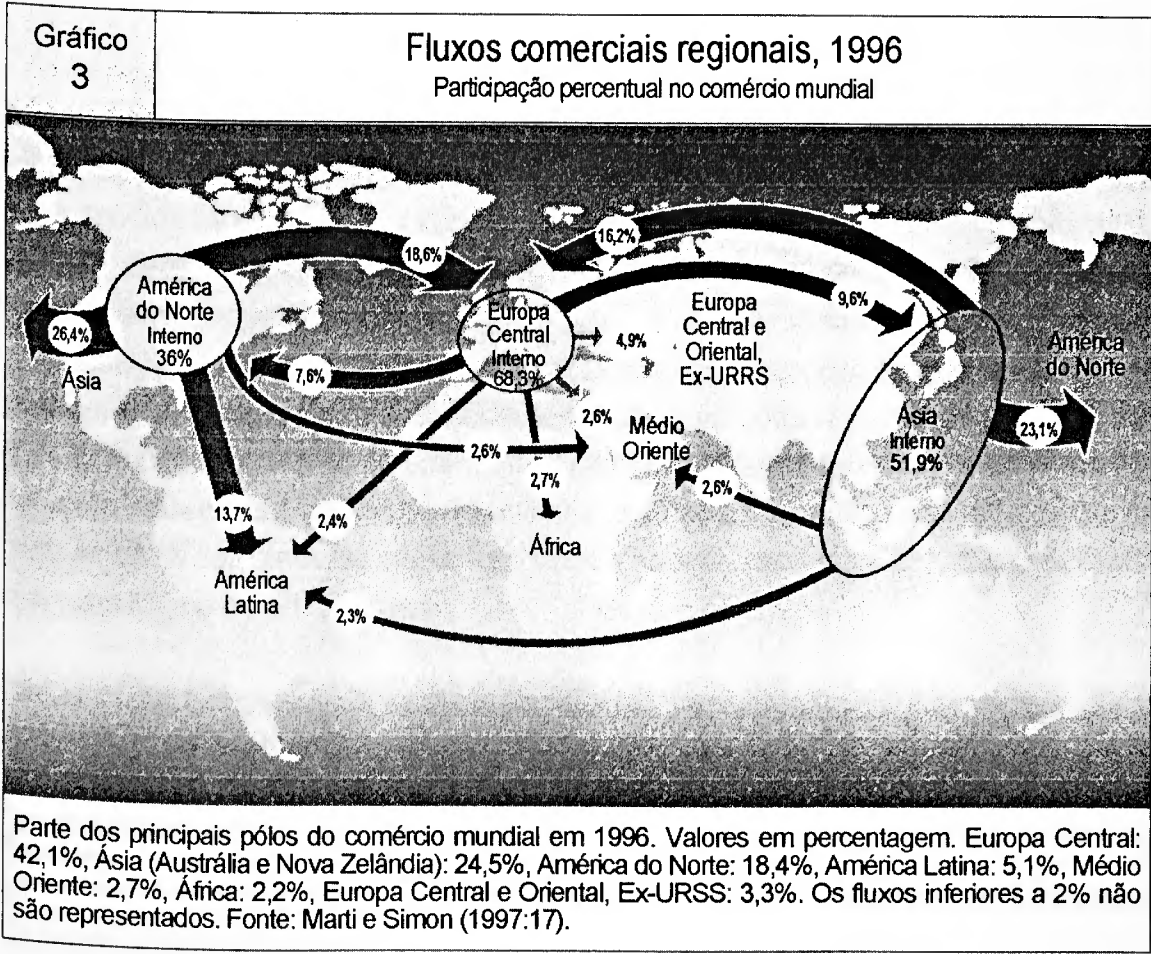 Gráfico
3
Fluxos comerciais regionais, 1996
Participação percentual no comércio mundial
18,6%
16,2%
América
do Norte
Interno
36%
26,4%
Ásia
7,6%
Europa
Central
Interno
68,3%
4,9%
Europa
Central e
Oriental,
Ex-URRS
9,6%
América
do Norte
23,1%
Ásia
Interno
51,9%
2,6%
Médio
Oriente
2,6%
2,7%
2,6%
13,7%
2,4%
África
América
Latina
2,3%
Parte dos principais pólos do comércio mundial em 1996. Valores em percentagem. Europa Central:
42,1%, Ásia (Austrália e Nova Zelândia): 24,5%, América do Norte: 18,4%, América Latina: 5,1%, Médio
Oriente: 2,7%, África: 2,2%, Europa Central e Oriental, Ex-URSS: 3,3%. Os fluxos inferiores a 2% não
são representados. Fonte: Marti e Simon (1997:17).